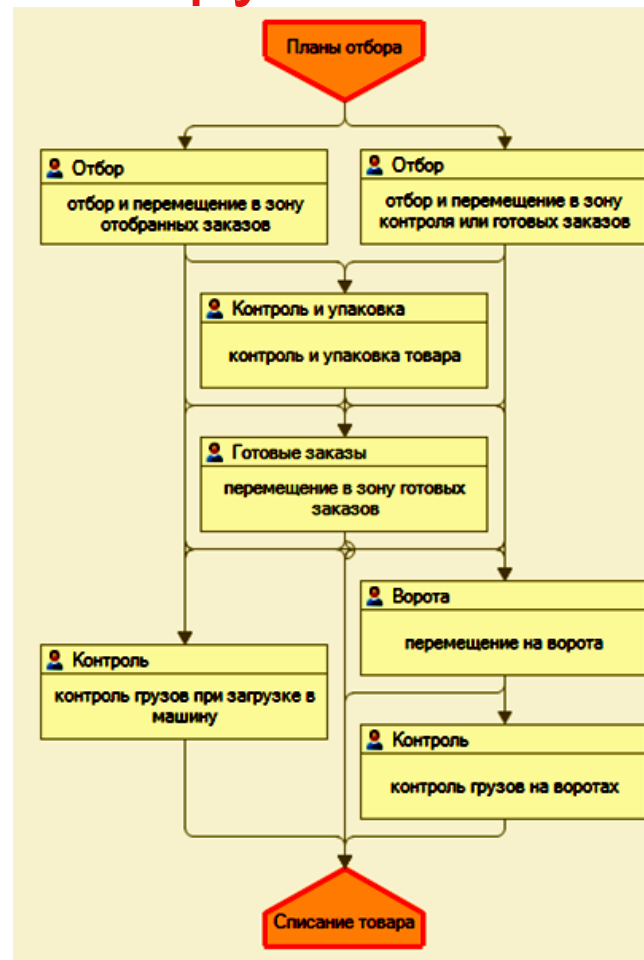 Планы отбора
Отбор
отбор и перемещение в зону
отобранных заказов
Отбор
отбор и перемещение в зону
контроля или готовых заказов
Контроль и упаковка
контроль и упаковка товара
Готовые заказы
перемещение в зону готовых
заказов
Ворота
перемещение на ворота
Контроль
контроль грузов при загрузке в
машину
Контроль
контроль грузов на воротах
Списание товара